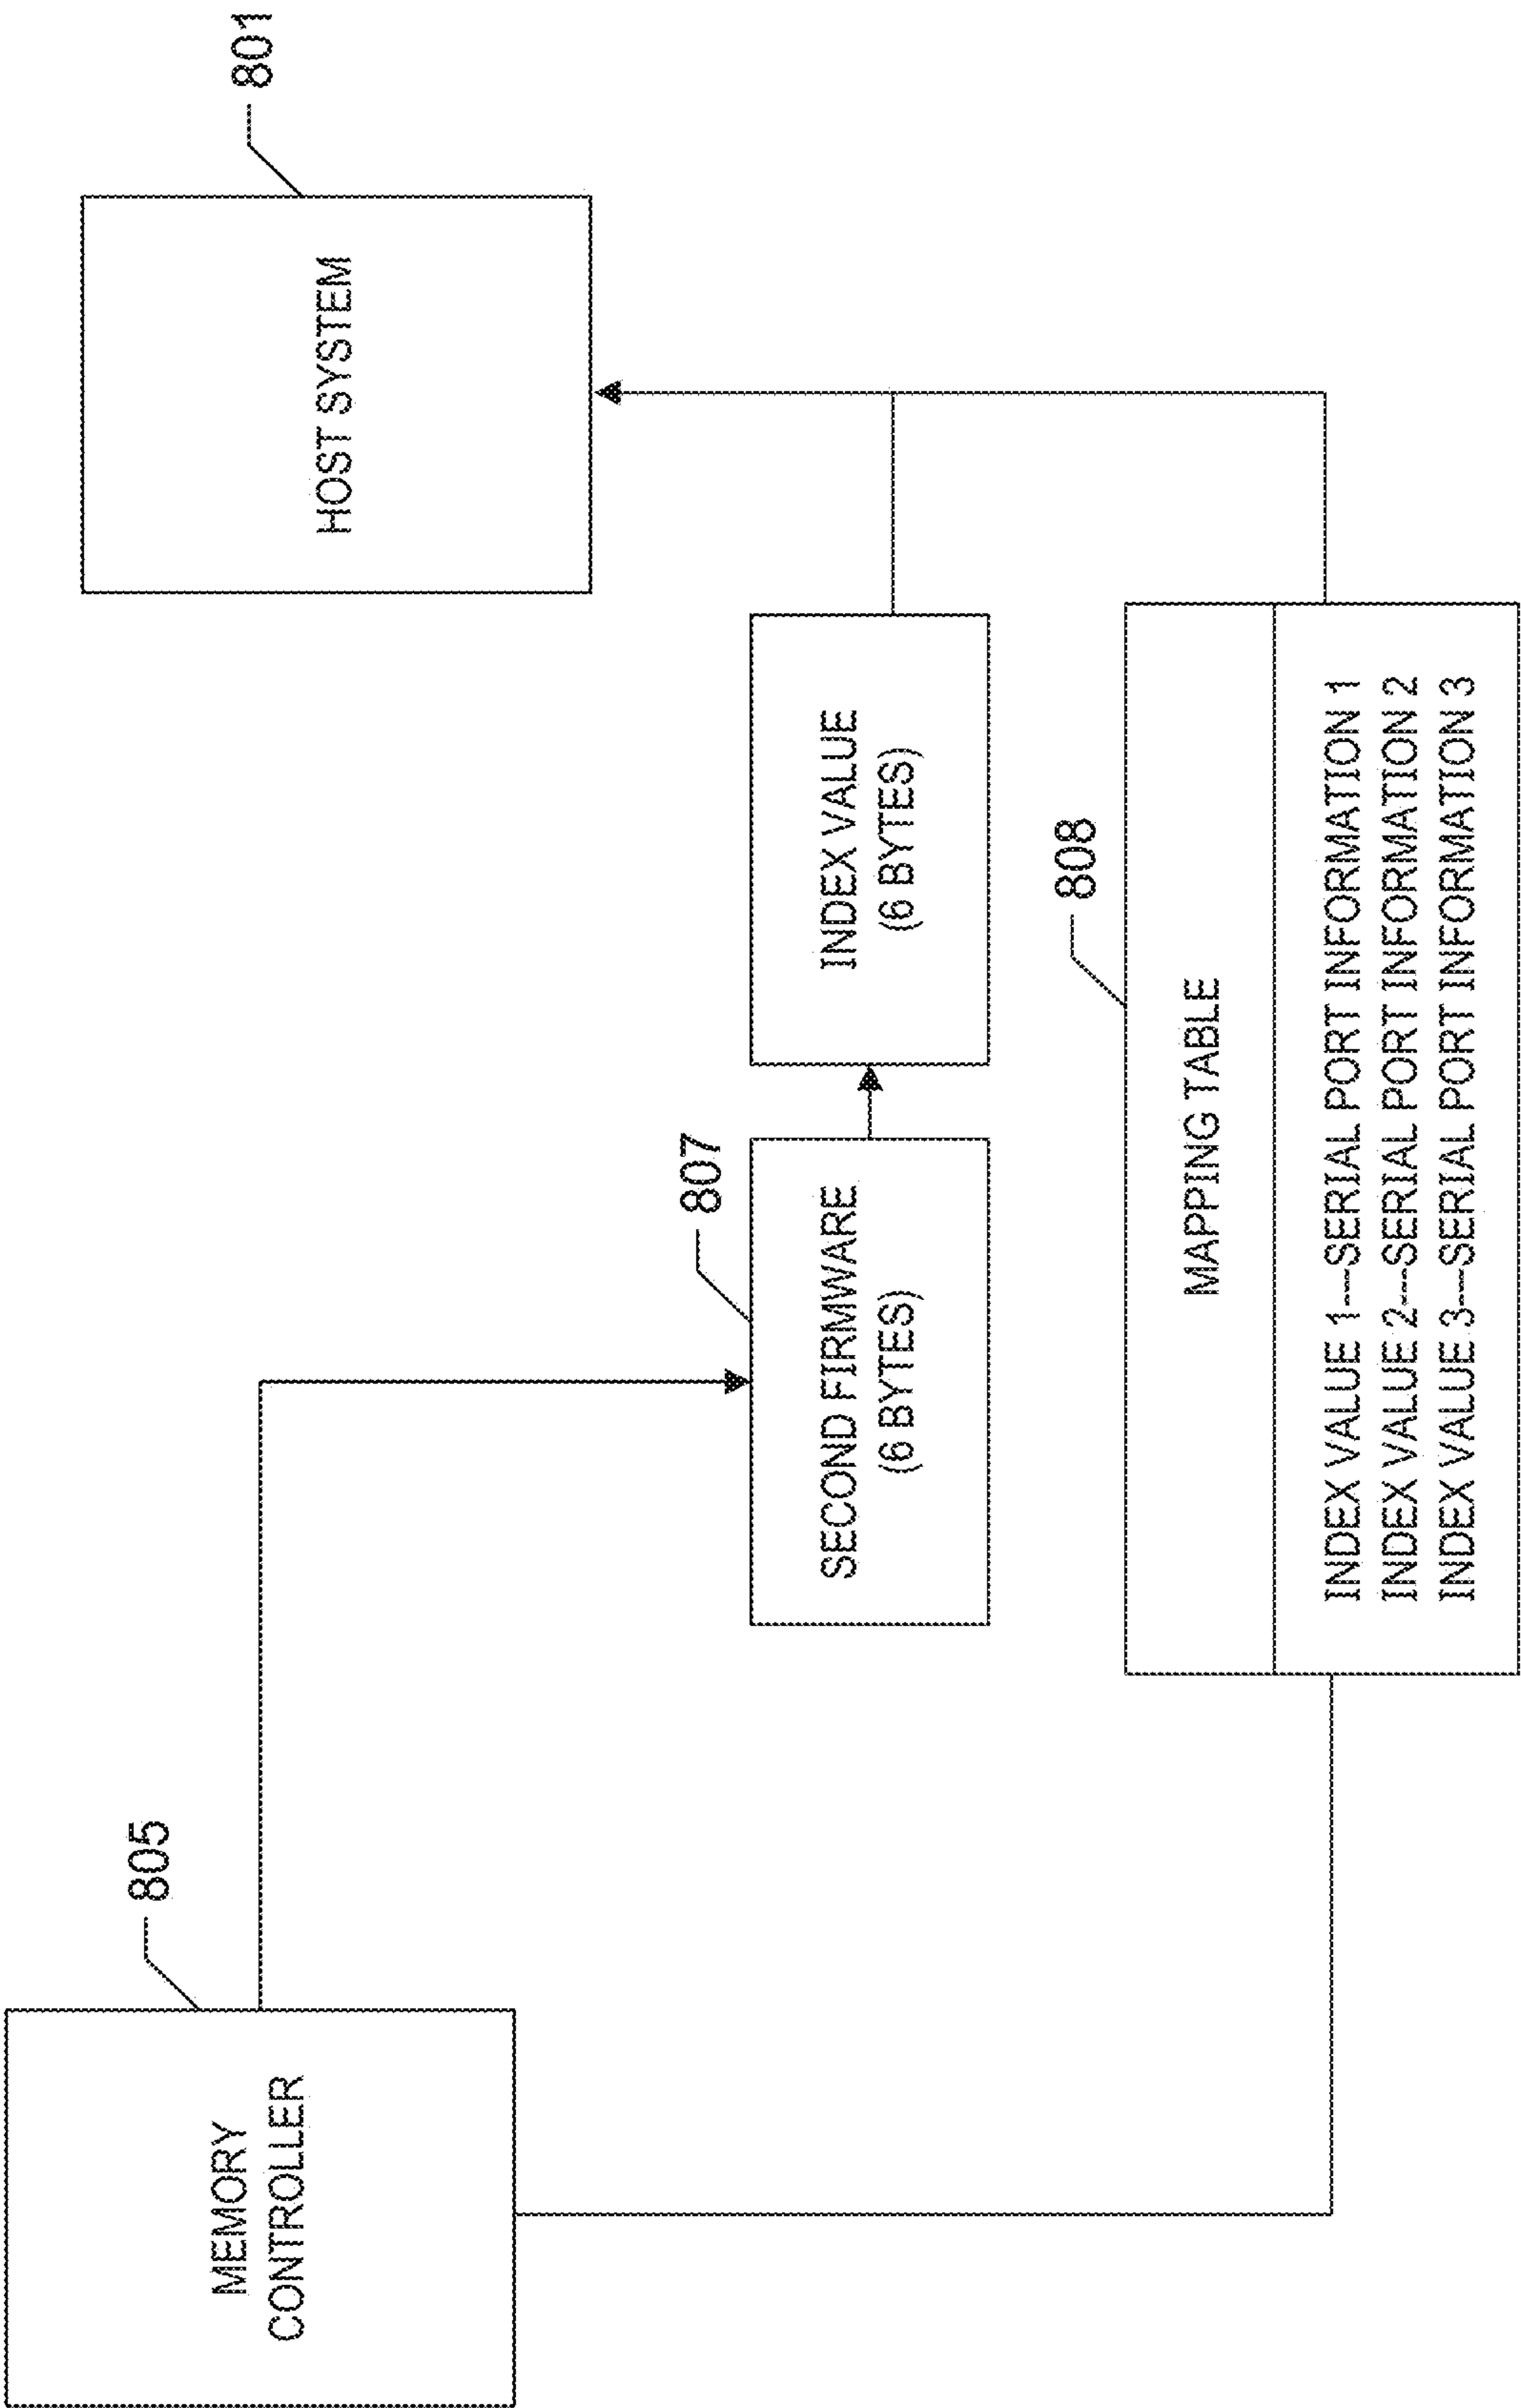 805
MEMORY
CONTROLLER
801
HOST SYSTEM
807
SECOND FIRMWARE
(6 BYTES)
INDEX VALUE
(6 BYTES)
808
MAPPING TABLE
INDEX VALUE 1---SERIAL PORT INFORMATION 1
INDEX VALUE 2---SERIAL PORT INFORMATION 2
INDEX VALUE 3---SERIAL PORT INFORMATION 3